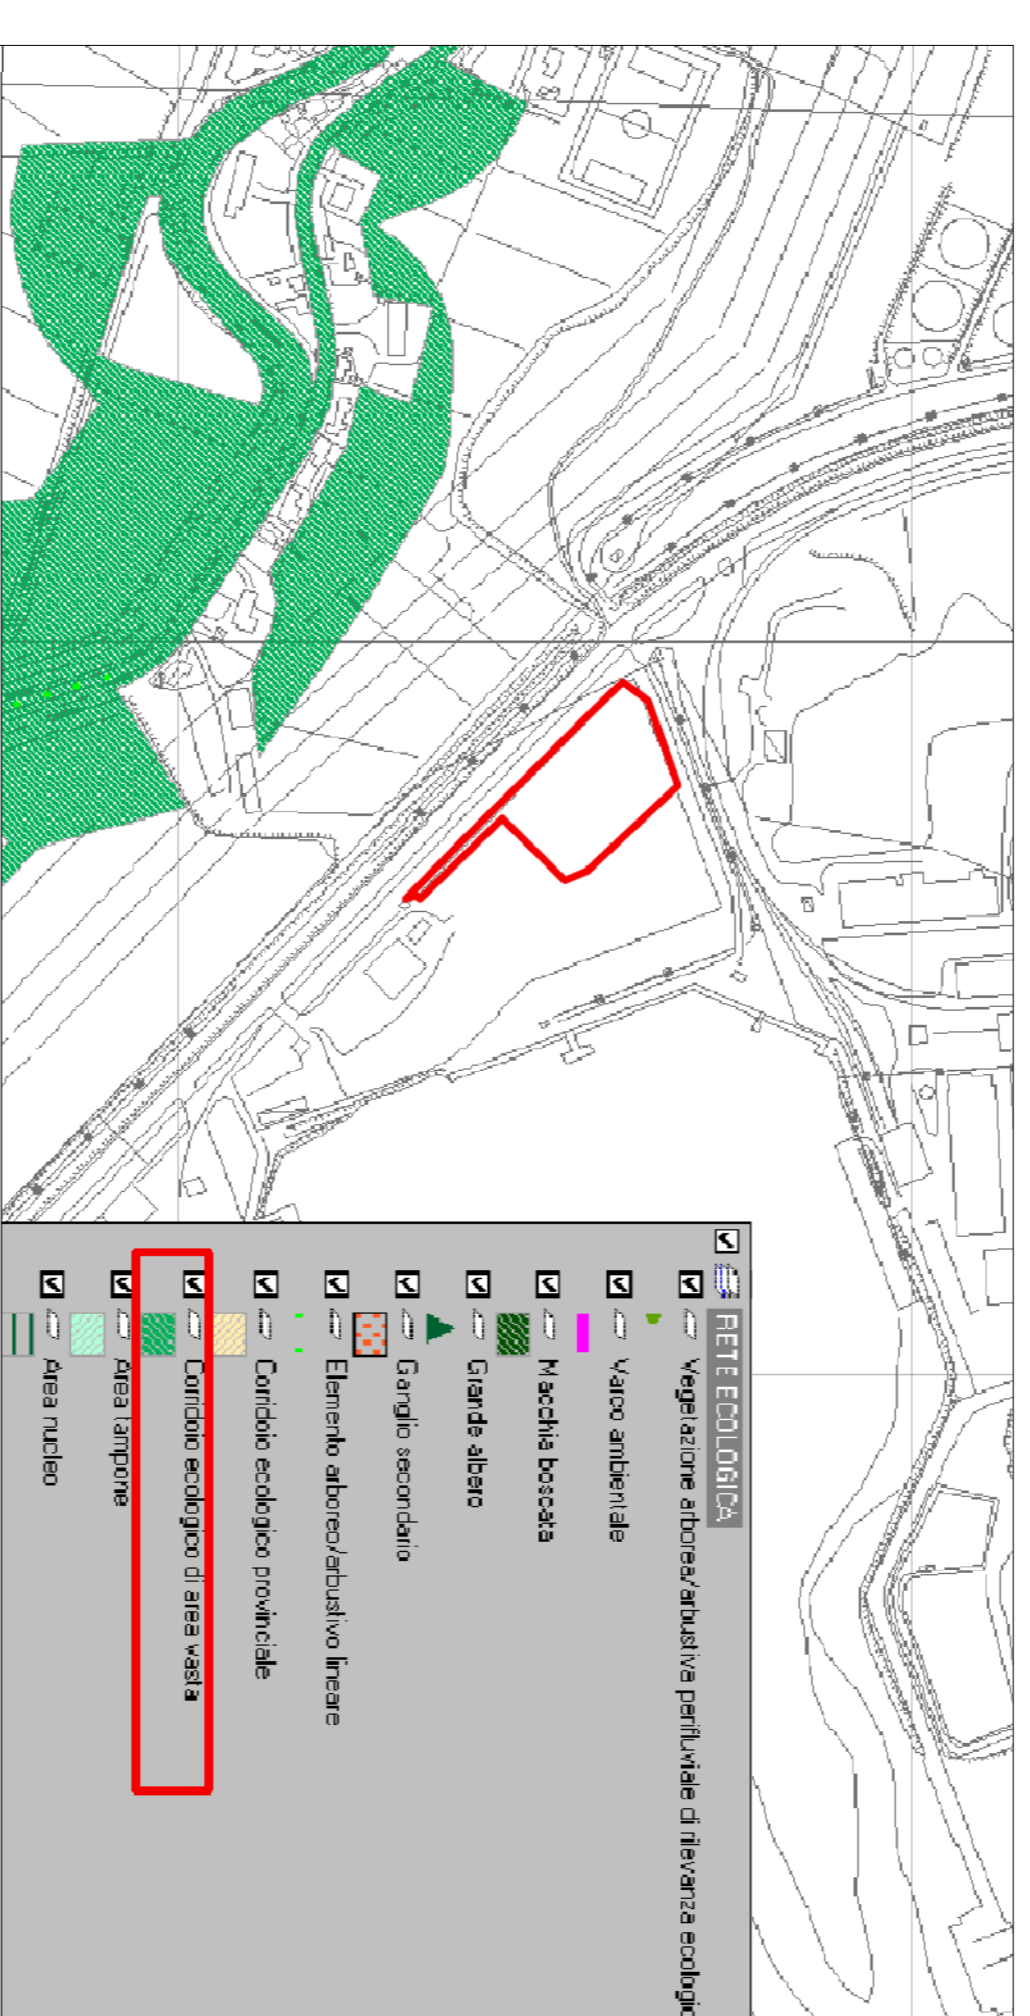 RETE ECOLOGICA
Vegetazione arborea/arbustiva perifluviale di rilevanza ecologic
Varco ambientale
Macchia boscata
Grande albero
Ganglio secondario
Elemento arboreo/arbustivo lineare
Corridoio ecologico provinciale
Corridoio ecologico di area vasta
Area tampone
Area nucleo